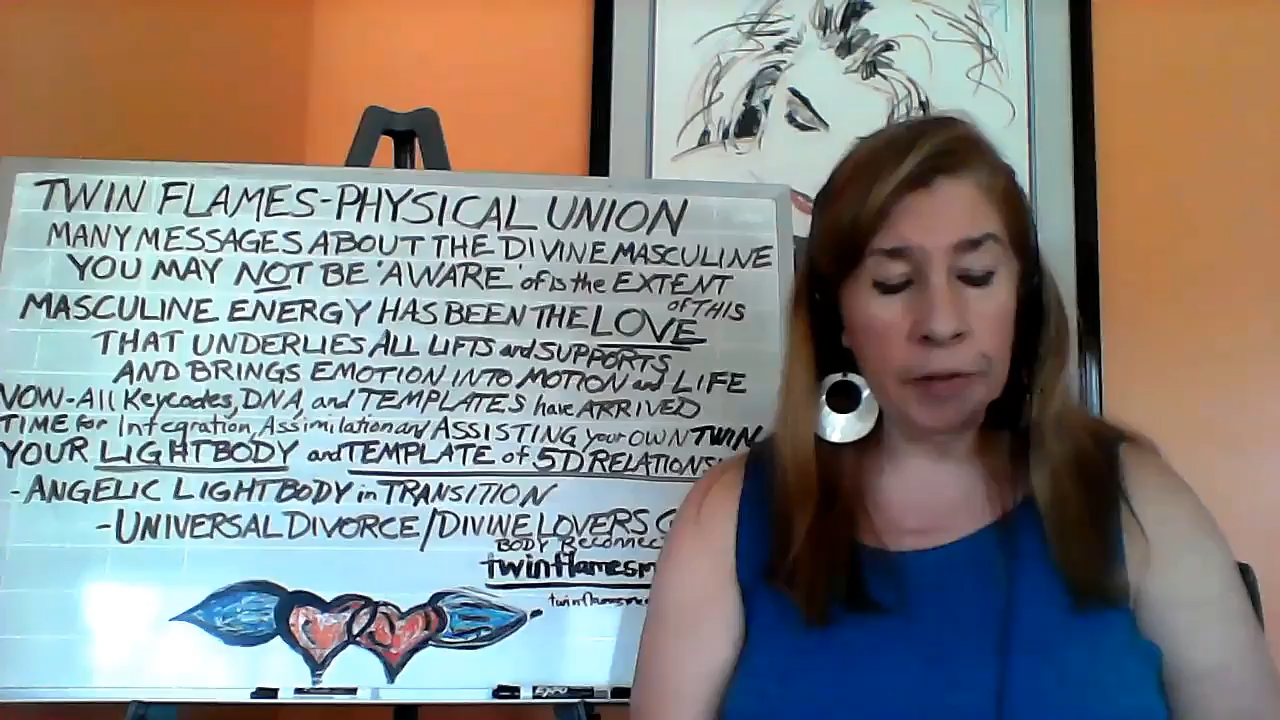 TWIN FLAMES-PHYSICAL UNION
MANY MESSAGES ABOUT THE DIVINE MASCULINE
YOU MAY NOT BE 'AWARE' of is the EXTENT
of THIS
MASCULINE ENERGY HAS BEEN THE LOVE
THAT UNDERLIES ALL LIFTS and SUPPORTS
AND BRINGS EMOTION INTO MOTION and LIFE
NOW-All Keycodes, DNA, and TEMPLATES have ARRIVED
TIME for Integration, Assimilation and ASSISTING your OWN TWIN
YOUR LIGHTBODY and TEMPLATE of 5D RELATIONS
-ANGELIC LIGHTBODY in TRANSITION
-UNIVERSAL DIVORCE/DIVINE LOVERS
BODY Reconnec
twinflamesm
EXPO